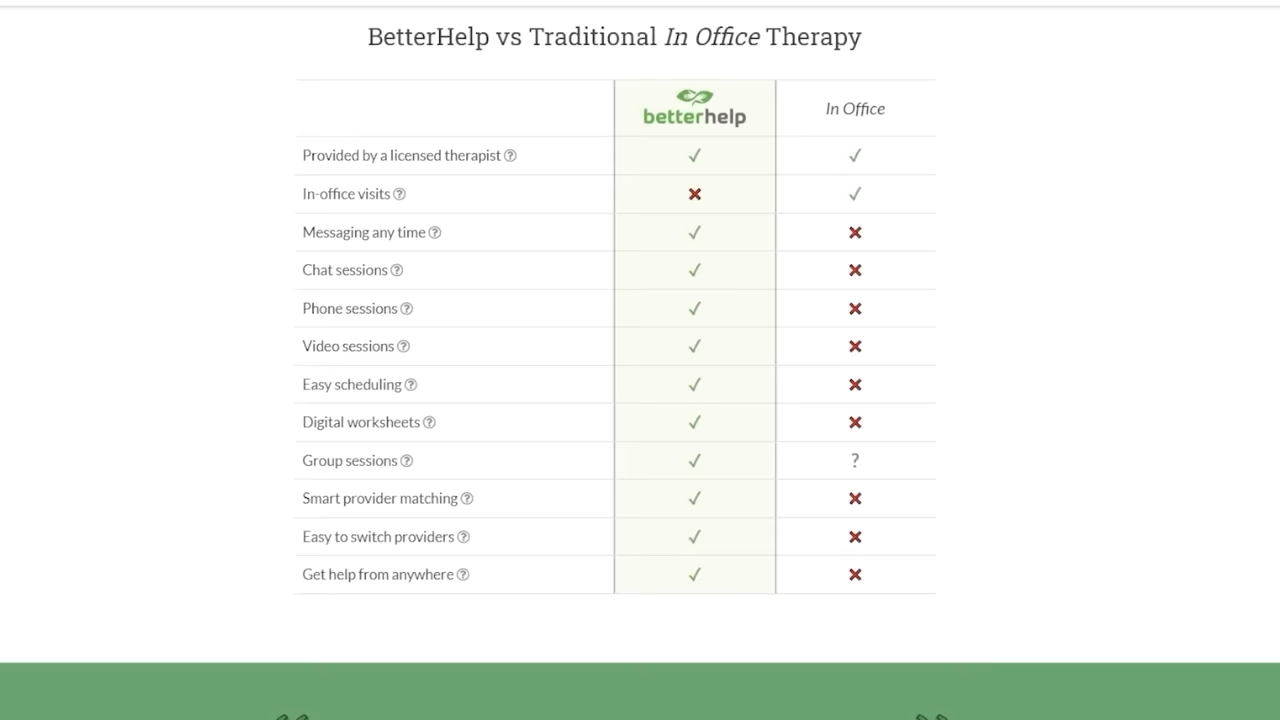 BetterHelp vs Traditional In Office Therapy
betterhelp In Office
Provided by a licensed therapist ? ✓ ✓
In-office visits ? ✗ ✓
Messaging any time ? ✓ ✗
Chat sessions ? ✓ ✗
Phone sessions ? ✓ ✗
Video sessions ? ✓ ✗
Easy scheduling ? ✓ ✗
Digital worksheets ? ✓ ✗
Group sessions ? ✓ ?
Smart provider matching ? ✓ ✗
Easy to switch providers ? ✓ ✗
Get help from anywhere ? ✓ ✗